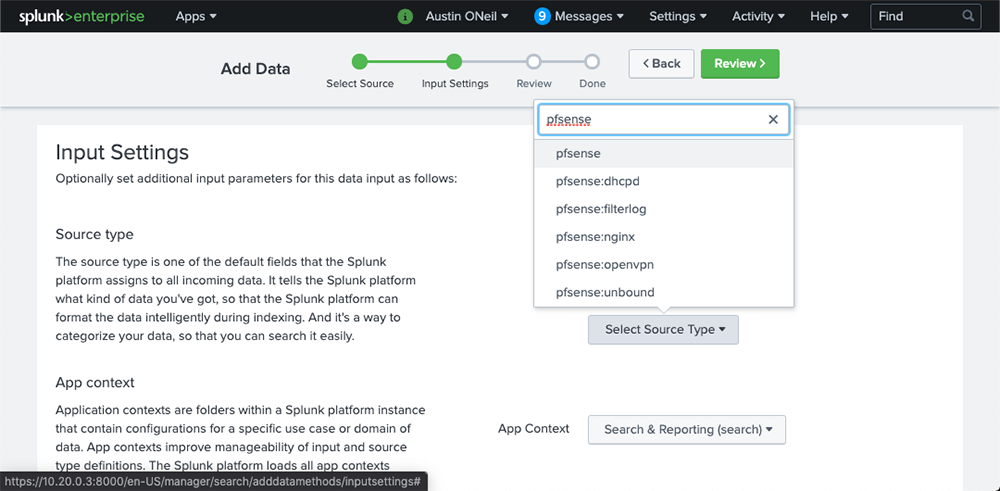 splunk>enterprise Apps Austin ONeil 9 Messages Settings Activity Help Find
Add Data
Select Source Input Settings Review Done
< Back Review >
pfsense
Input Settings
Optionally set additional input parameters for this data input as follows:
pfsense
pfsense:dhcpd
pfsense:filterlog
pfsense:nginx
pfsense:openvpn
pfsense:unbound
Source type
The source type is one of the default fields that the Splunk
platform assigns to all incoming data. It tells the Splunk platform
what kind of data you've got, so that the Splunk platform can
format the data intelligently during indexing. And it's a way to
categorize your data, so that you can search it easily.
Select Source Type
App context
Application contexts are folders within a Splunk platform instance
that contain configurations for a specific use case or domain of
data. App contexts improve manageability of input and source
type definitions. The Splunk platform loads all app contexts
App Context Search & Reporting (search)
https://10.20.0.3:8000/en-US/manager/search/adddatamethods/inputsettings#